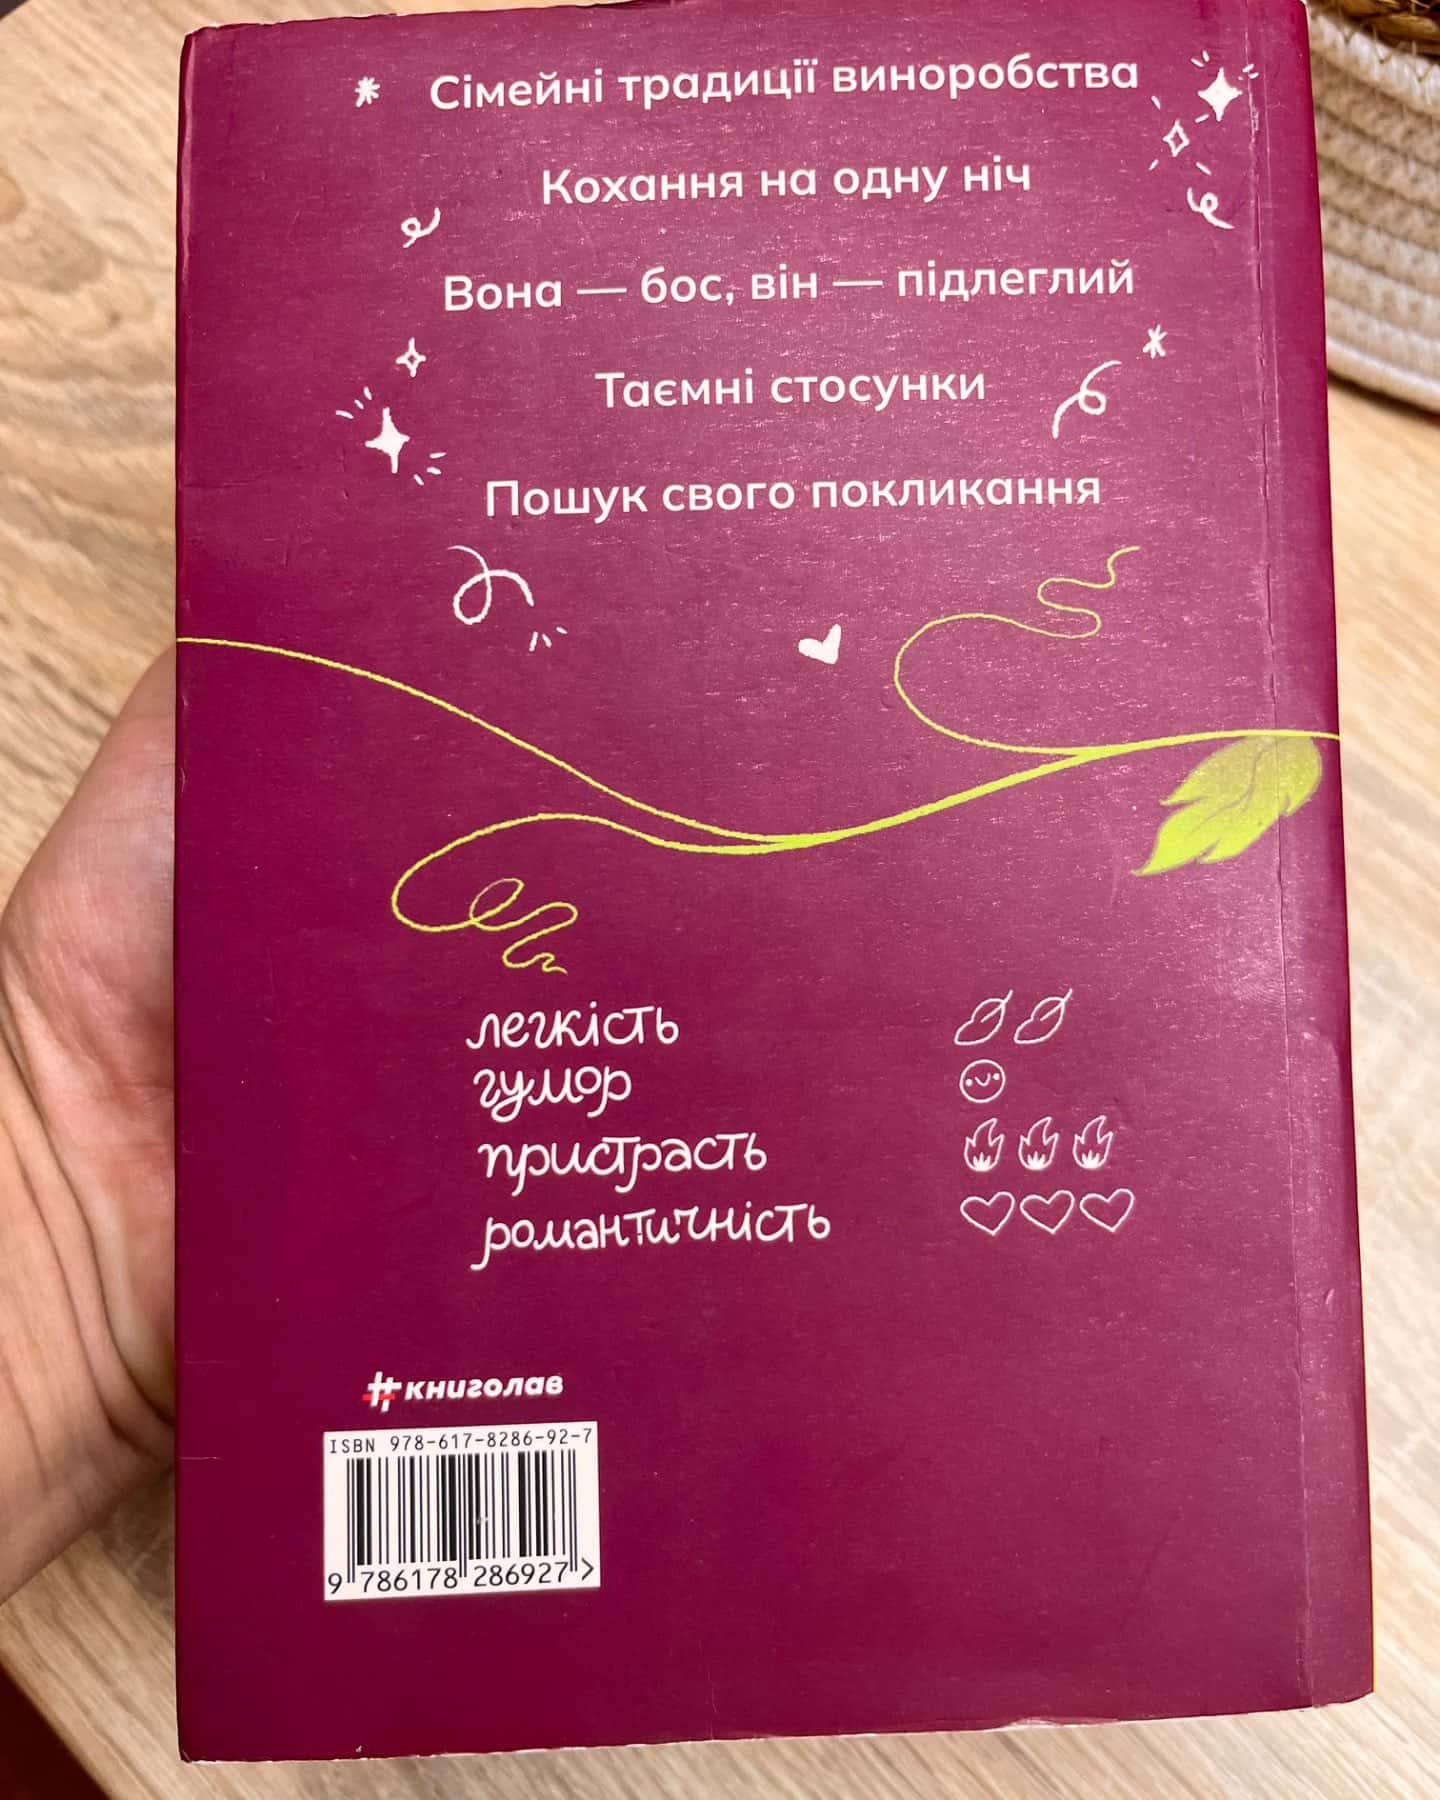 Сімейні традиції виноробства
Кохання на одну ніч
Вона — бос, він — підлеглий
Таємні стосунки
Пошук свого покликання
легкість
гумор
пристрасть
романтичність
#книголав
ISBN 978-617-8286-92-7
9 786178 286927 >